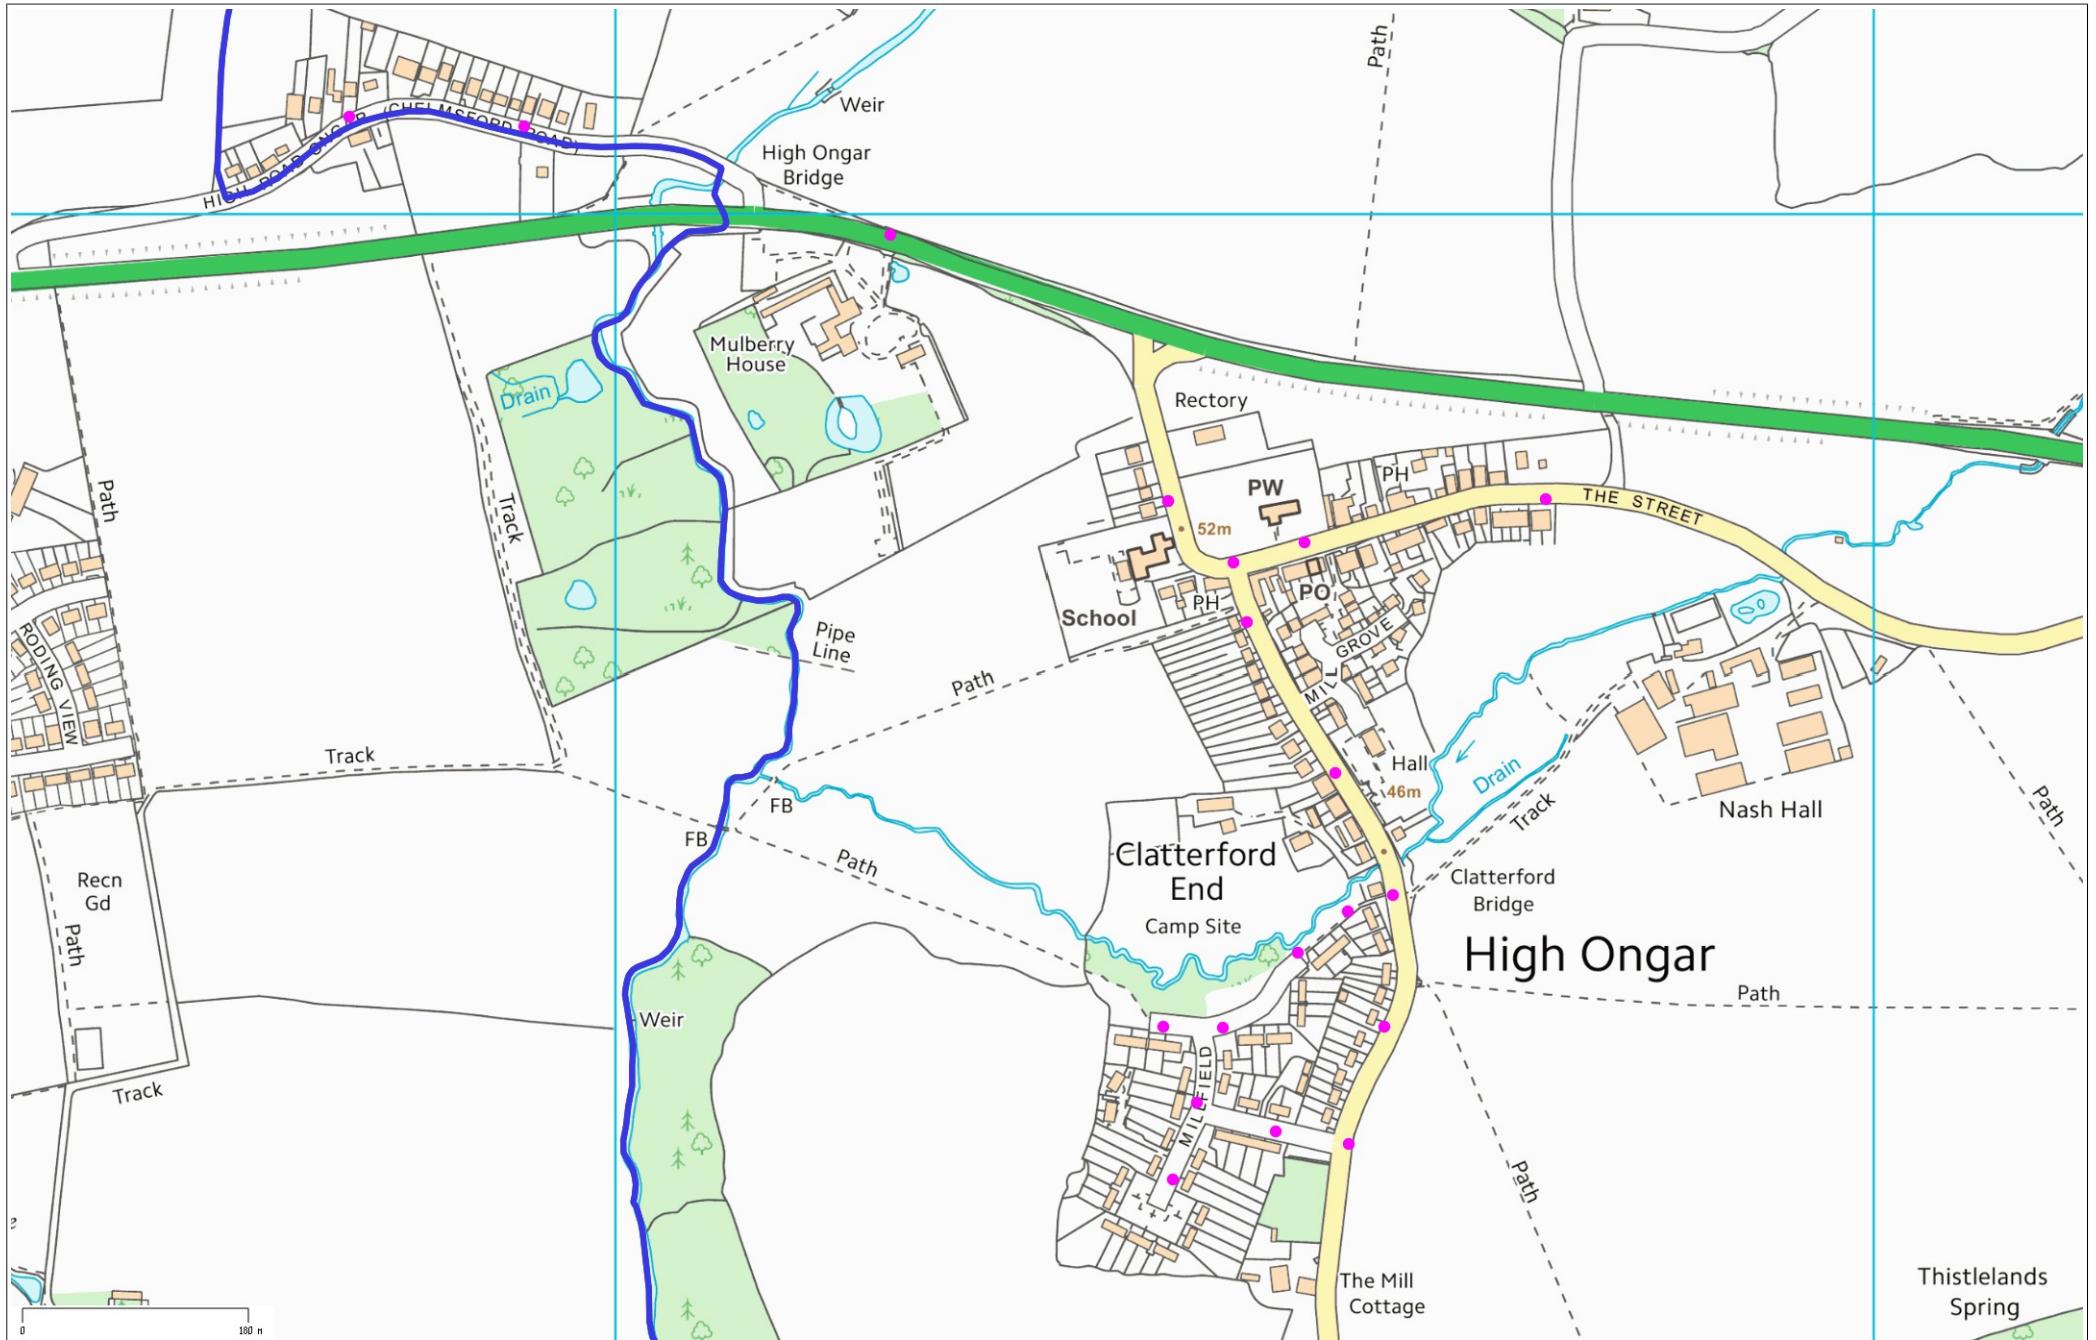 Path
Weir
HIGH ROAD ONGAR (CHELMSFORD ROAD)
High Ongar
Bridge
Mulberry
House
Drain
Rectory
PH
PW
THE STREET
52m
Path
Track
School
PH
PO
Pipe
Line
MILL GROVE
RODING VIEW
Path
Track
Hall
Drain
46m
Track
Nash Hall
Path
FB
FB
Path
Clatterford
End
Camp Site
Clatterford
Bridge
Recn
Gd
Path
High Ongar
Path
Weir
MILLFIELD
Track
Path
The Mill
Cottage
Thistlelands
Spring
0 180 M